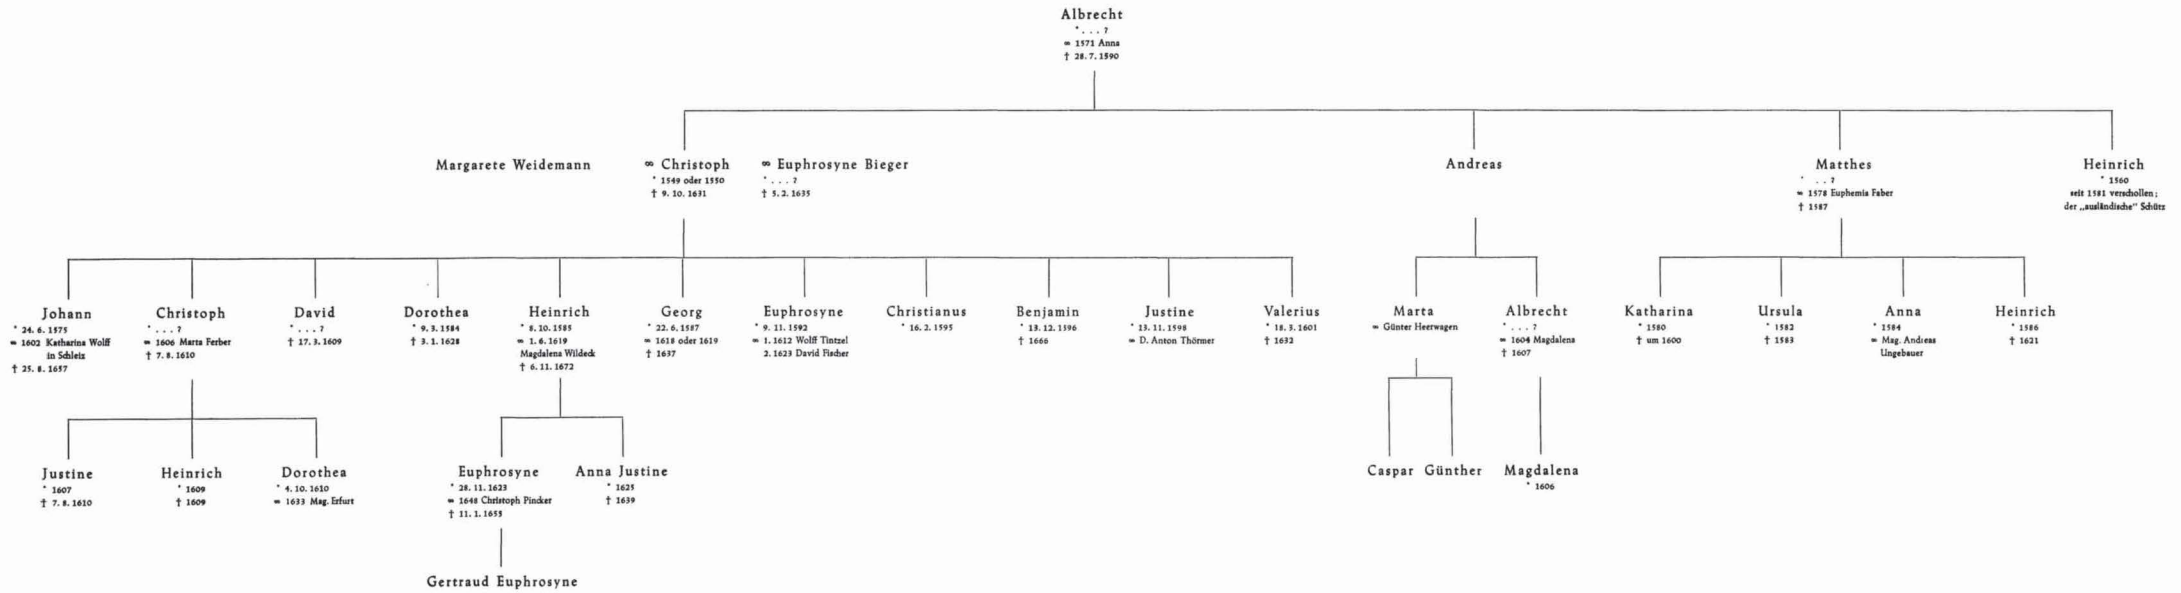 Albrecht
* . . . ?
∞ 1571 Anna
† 28. 7. 1590
Margarete Weidemann
∞ Christoph
* 1549 oder 1550
† 9. 10. 1631
∞ Euphrosyne Bieger
* . . . ?
† 5. 2. 1635
Andreas
Matthes
* . . ?
∞ 1578 Euphemia Faber
† 1587
Heinrich
* 1560
seit 1581 verschollen;
der „ausländische“ Schütz
Johann
* 24. 6. 1575
∞ 1602 Katharina Wolff
in Schleiz
† 25. 8. 1657
Christoph
* . . . ?
∞ 1606 Marta Ferber
† 7. 8. 1610
David
* . . . ?
† 17. 3. 1609
Dorothea
* 9. 3. 1584
† 3. 1. 1628
Heinrich
* 8. 10. 1585
∞ 1. 6. 1619
Magdalena Wildeck
† 6. 11. 1672
Georg
* 22. 6. 1587
∞ 1618 oder 1619
† 1637
Euphrosyne
* 9. 11. 1592
∞ 1. 1612 Wolff Tintzel
2. 1623 David Fischer
Christianus
* 16. 2. 1595
Benjamin
* 13. 12. 1596
† 1666
Justine
* 13. 11. 1598
∞ D. Anton Thörmer
Valerius
* 18. 3. 1601
† 1632
Marta
∞ Günter Heerwagen
Albrecht
* . . . ?
∞ 1604 Magdalena
† 1607
Katharina
* 1580
† um 1600
Ursula
* 1582
† 1583
Anna
* 1584
∞ Mag. Andreas
Ungebauer
Heinrich
* 1586
† 1621
Justine
* 1607
† 7. 8. 1610
Heinrich
* 1609
† 1609
Dorothea
* 4. 10. 1610
∞ 1633 Mag. Erfurt
Euphrosyne
* 28. 11. 1623
∞ 1648 Christoph Pincker
† 11. 1. 1655
Anna Justine
* 1625
† 1639
Caspar Günther
Magdalena
* 1606
Gertraud Euphrosyne